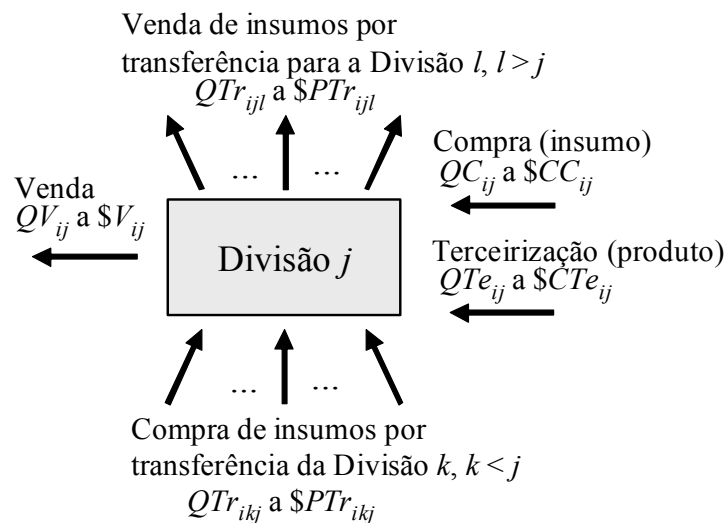 Venda de insumos por
transferência para a Divisão l, l > j
QTr_ijl a $PTr_ijl
... ...
Compra (insumo)
QC_ij a $CC_ij
Venda
QV_ij a $V_ij
Divisão j
Terceirização (produto)
QTe_ij a $CTe_ij
... ...
Compra de insumos por
transferência da Divisão k, k < j
QTr_ikj a $PTr_ikj